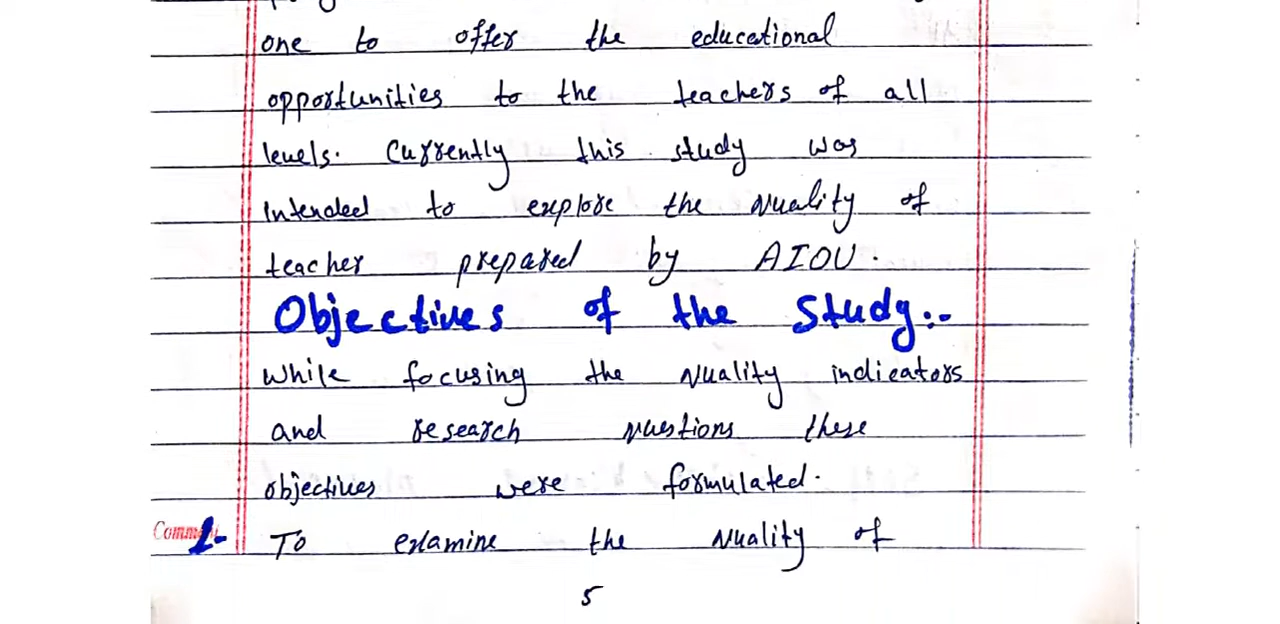 one to offer the educational
opportunities to the teachers of all
levels. Currently this study was
intended to explore the quality of
teacher prepared by AIOU.
Objectives of the Study:-
while focusing the quality indicators
and research questions these
objectives were formulated.
1- To examine the quality of
5